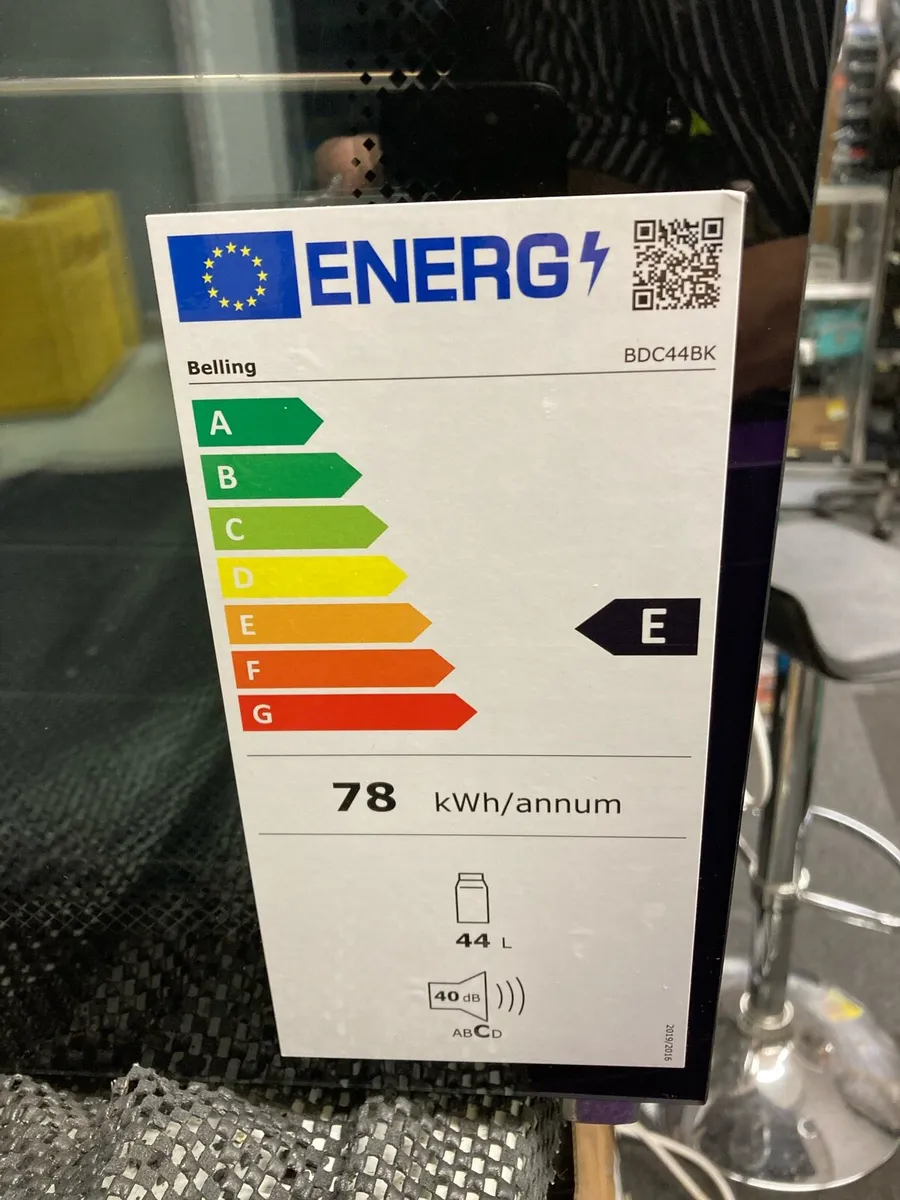 ENERG
Belling
BDC44BK
A
B
C
D
E
E
F
G
78 kWh/annum
44 L
40 dB
ABCD
2019/2016